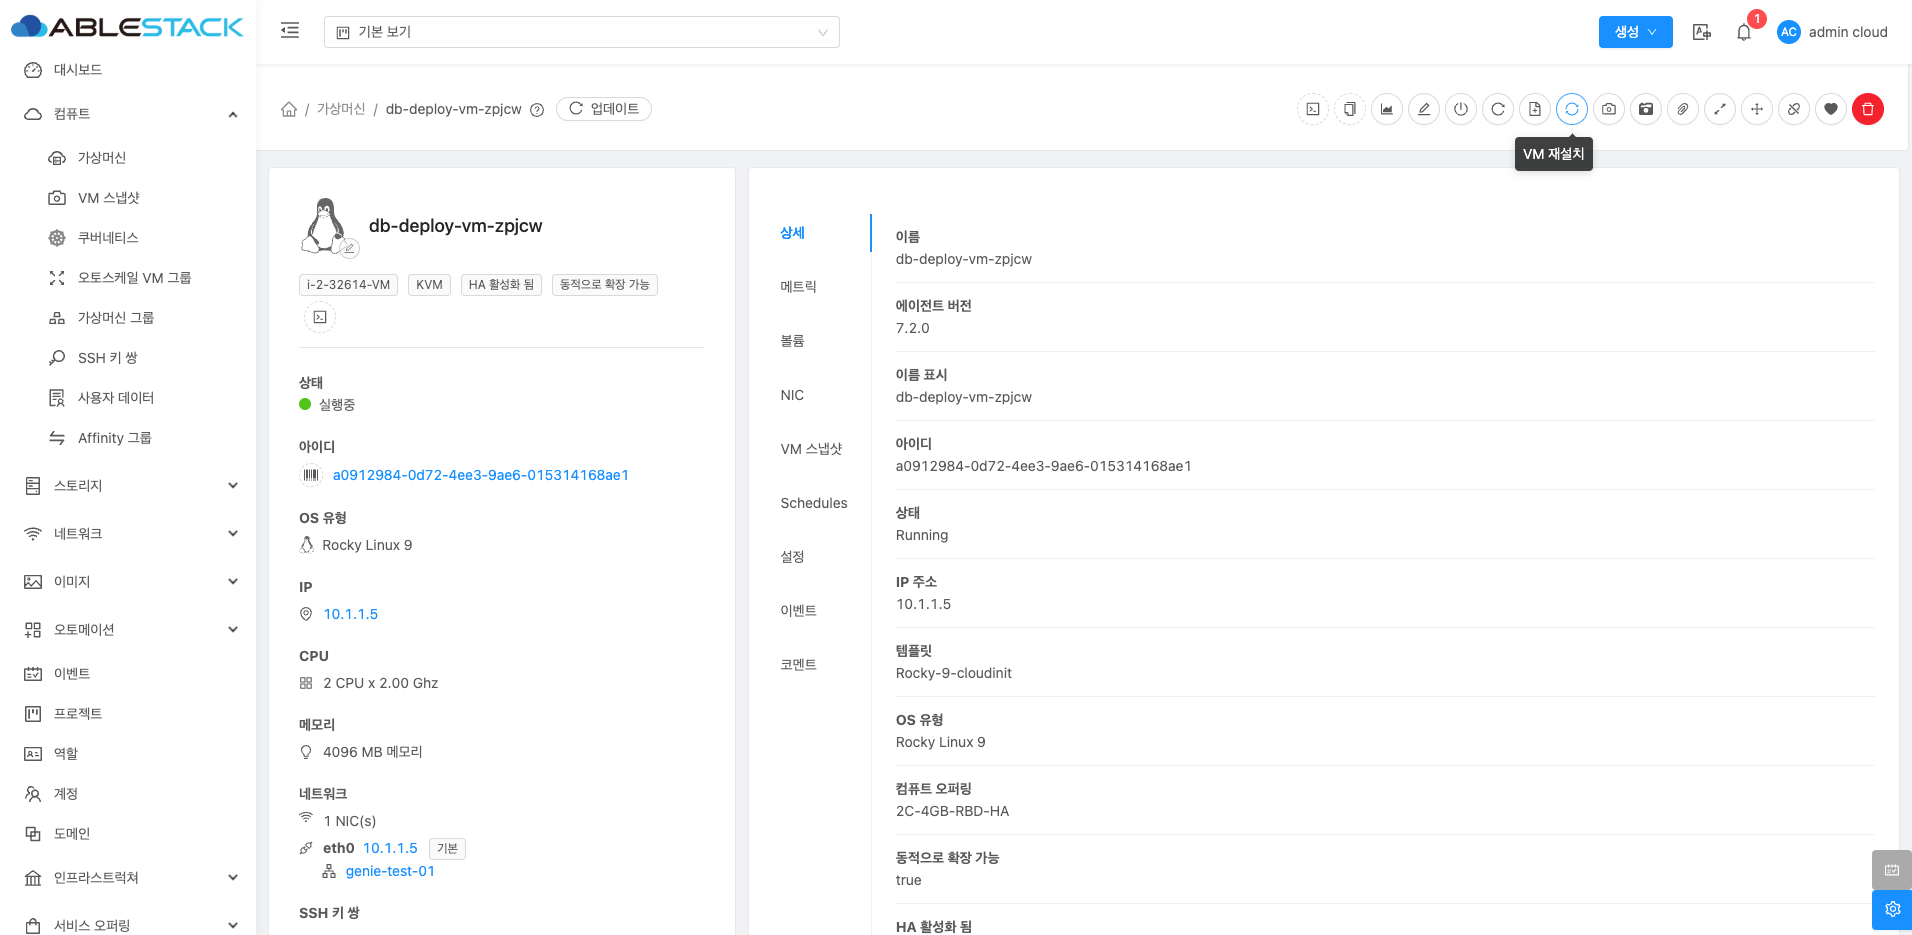 ABLESTACK
기본 보기
생성
1
AC
admin cloud
대시보드
컴퓨트
가상머신
VM 스냅샷
쿠버네티스
오토스케일 VM 그룹
가상머신 그룹
SSH 키 쌍
사용자 데이터
Affinity 그룹
스토리지
네트워크
이미지
오토메이션
이벤트
프로젝트
역할
계정
도메인
인프라스트럭쳐
서비스 오퍼링
/ 가상머신 / db-deploy-vm-zpjcw
업데이트
VM 재설치
db-deploy-vm-zpjcw
i-2-32614-VM
KVM
HA 활성화 됨
동적으로 확장 가능
상태
실행중
아이디
a0912984-0d72-4ee3-9ae6-015314168ae1
OS 유형
Rocky Linux 9
IP
10.1.1.5
CPU
2 CPU x 2.00 Ghz
메모리
4096 MB 메모리
네트워크
1 NIC(s)
eth0 10.1.1.5 기본
genie-test-01
SSH 키 쌍
상세
메트릭
볼륨
NIC
VM 스냅샷
Schedules
설정
이벤트
코멘트
이름
db-deploy-vm-zpjcw
에이전트 버전
7.2.0
이름 표시
db-deploy-vm-zpjcw
아이디
a0912984-0d72-4ee3-9ae6-015314168ae1
상태
Running
IP 주소
10.1.1.5
템플릿
Rocky-9-cloudinit
OS 유형
Rocky Linux 9
컴퓨트 오퍼링
2C-4GB-RBD-HA
동적으로 확장 가능
true
HA 활성화 됨